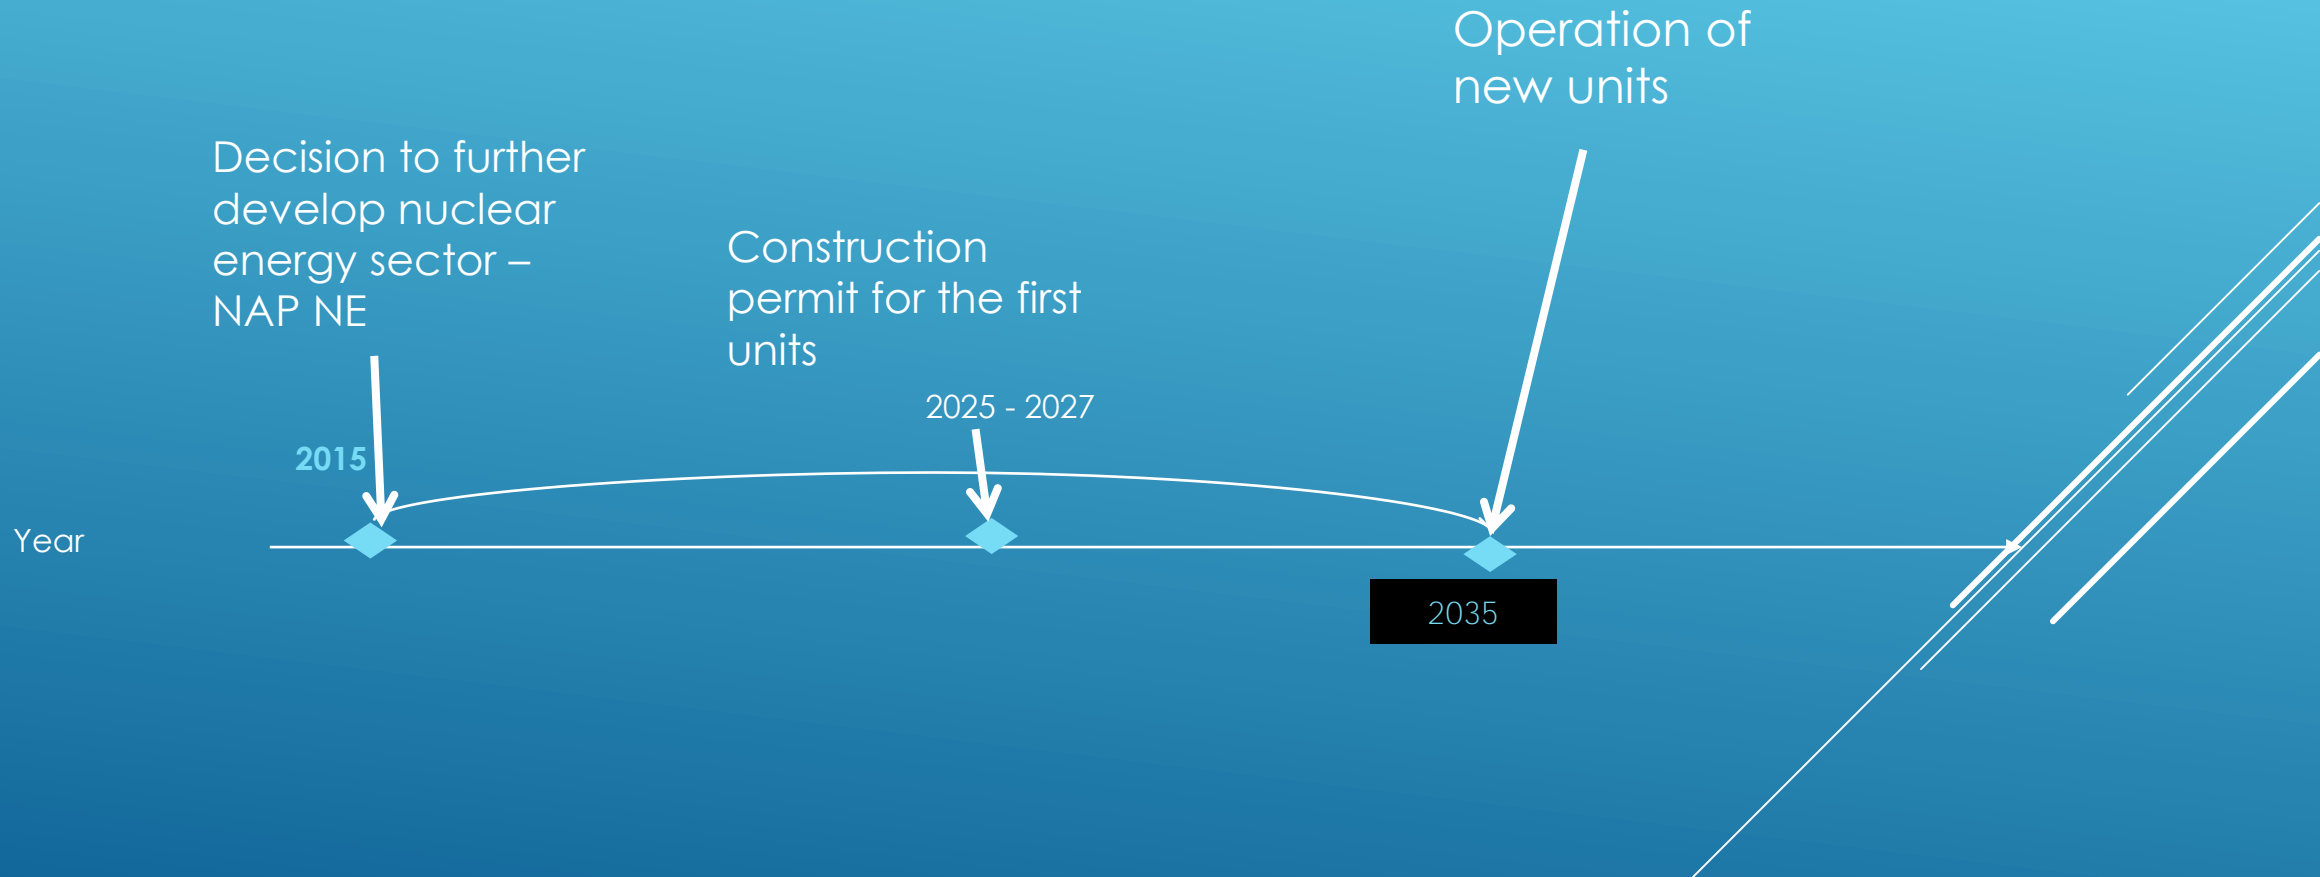 Operation of
new units
Decision to further
develop nuclear
energy sector –
NAP NE
Construction
permit for the first
units
2025 - 2027
2015
Year
2035